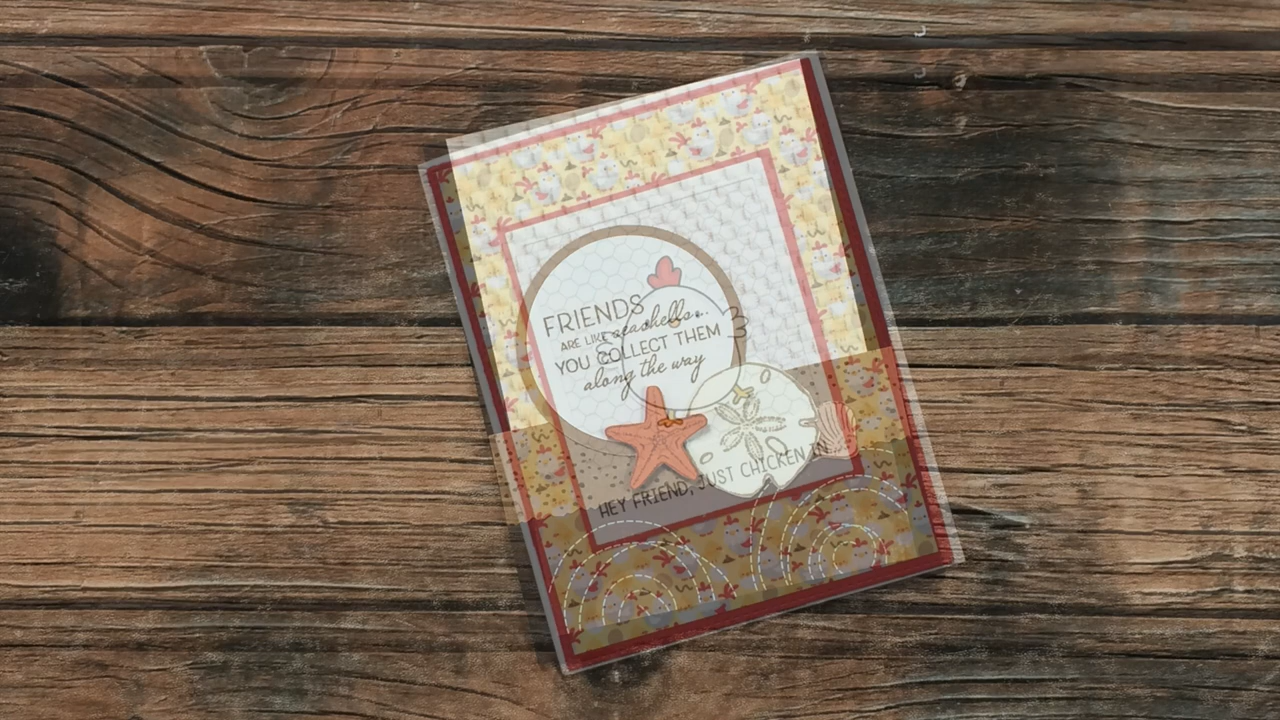 FRIENDS
ARE LIKE seashells...
YOU COLLECT THEM
along the way
HEY FRIEND, JUST CHICKEN IN